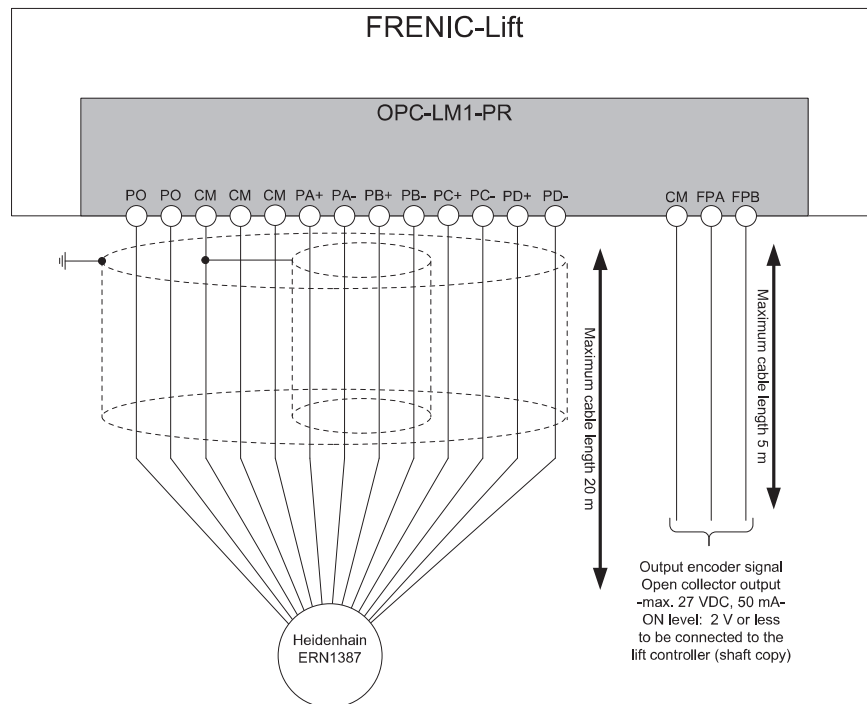 FRENIC-Lift
OPC-LM1-PR
PO PO CM CM CM PA+ PA- PB+ PB- PC+ PC- PD+ PD- CM FPA FPB
Maximum cable length 20 m
Maximum cable length 5 m
Output encoder signal
Open collector output
-max. 27 VDC, 50 mA-
ON level: 2 V or less
to be connected to the
lift controller (shaft copy)
Heidenhain
ERN1387